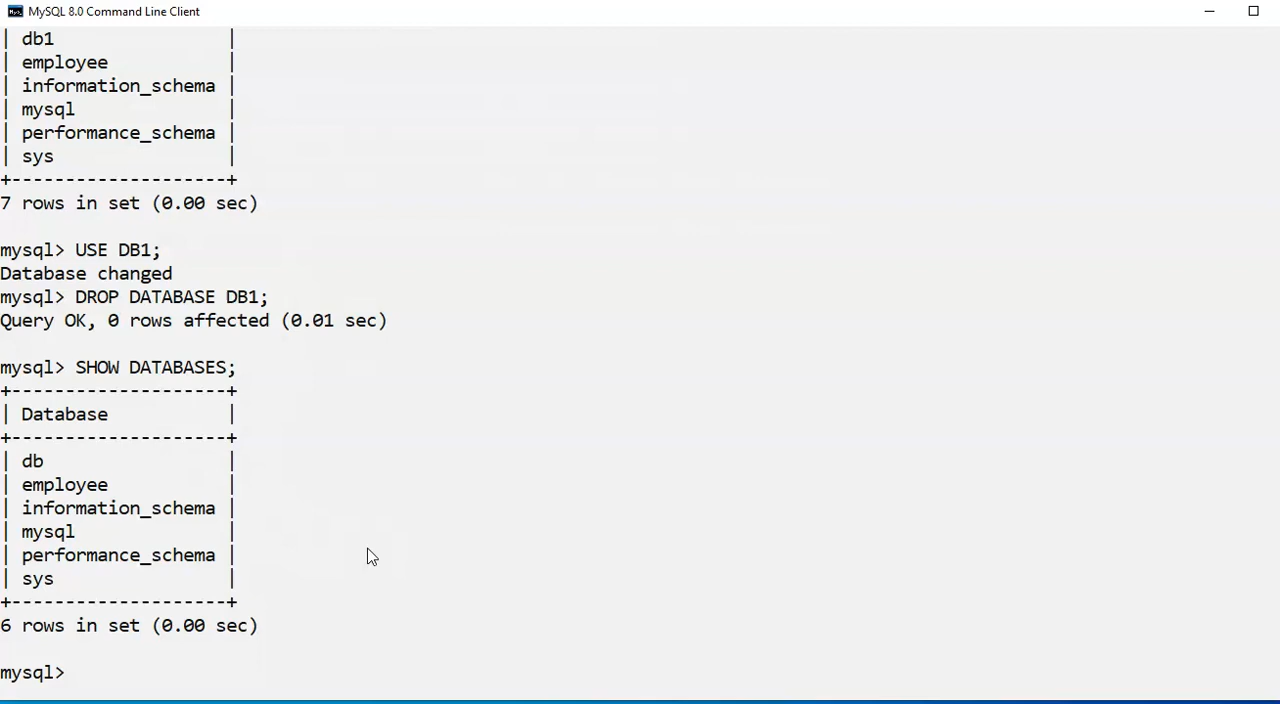 MySQL 8.0 Command Line Client
| db1                |
| employee           |
| information_schema |
| mysql              |
| performance_schema |
| sys                |
+--------------------+
7 rows in set (0.00 sec)
mysql> USE DB1;
Database changed
mysql> DROP DATABASE DB1;
Query OK, 0 rows affected (0.01 sec)
mysql> SHOW DATABASES;
+--------------------+
| Database           |
+--------------------+
| db                 |
| employee           |
| information_schema |
| mysql              |
| performance_schema |
| sys                |
+--------------------+
6 rows in set (0.00 sec)
mysql>